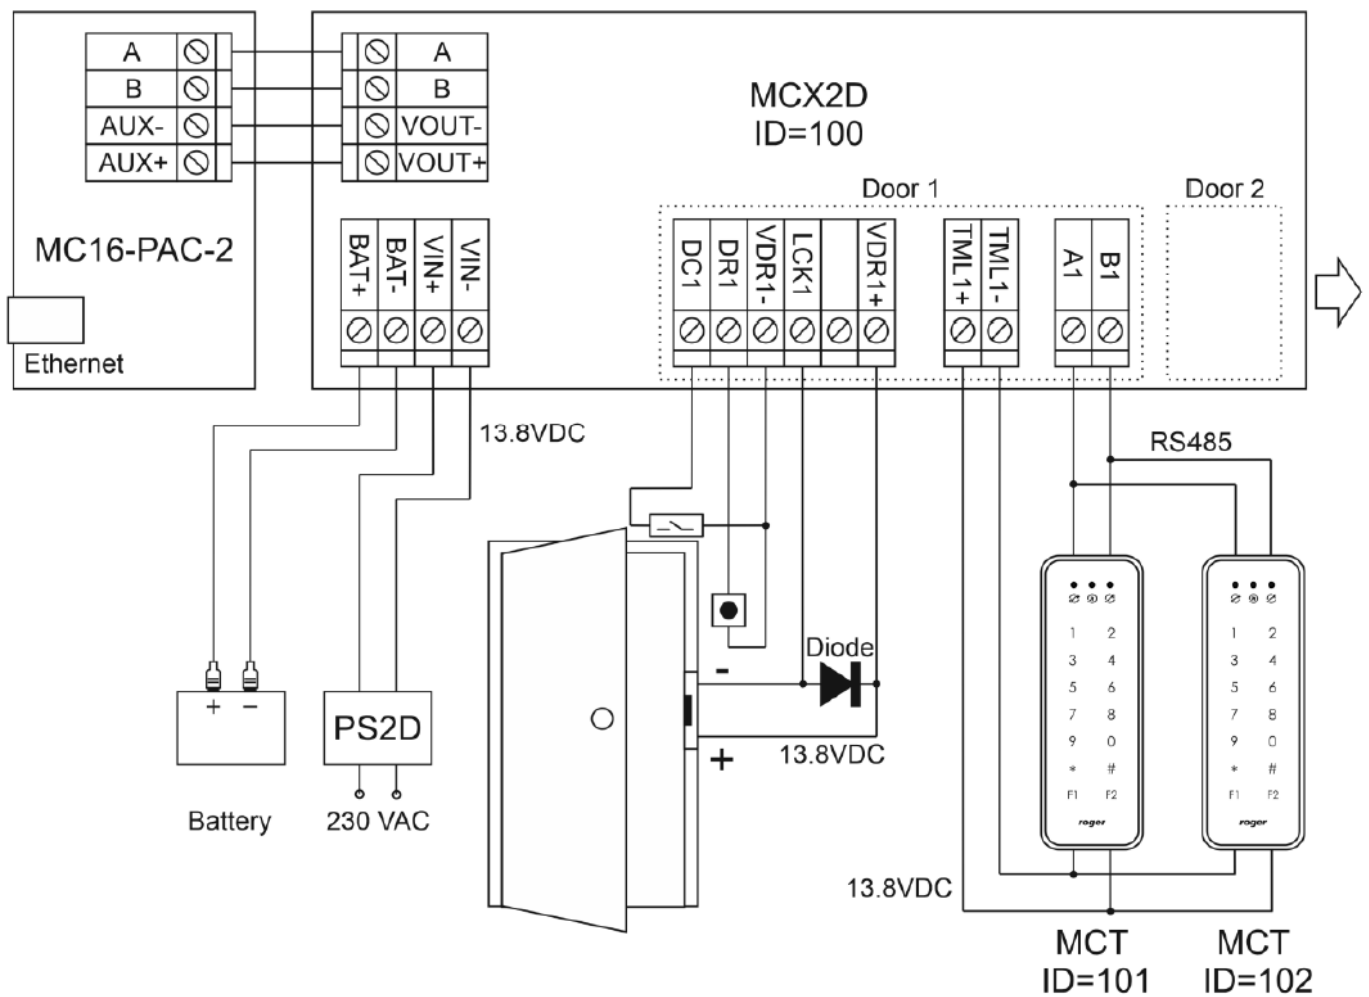 A
B
AUX-
AUX+
A
B
VOUT-
VOUT+
MCX2D
ID=100
MC16-PAC-2
Ethernet
BAT+
BAT-
VIN+
VIN-
Door 1
Door 2
DC1
DR1
VDR1-
LCK1
VDR1+
TML1+
TML1-
A1
B1
13.8VDC
RS485
+ -
Battery
PS2D
230 VAC
-
Diode
+
13.8VDC
1 2
3 4
5 6
7 8
9 0
* #
F1 F2
roger
1 2
3 4
5 6
7 8
9 0
* #
F1 F2
roger
13.8VDC
MCT
ID=101
MCT
ID=102